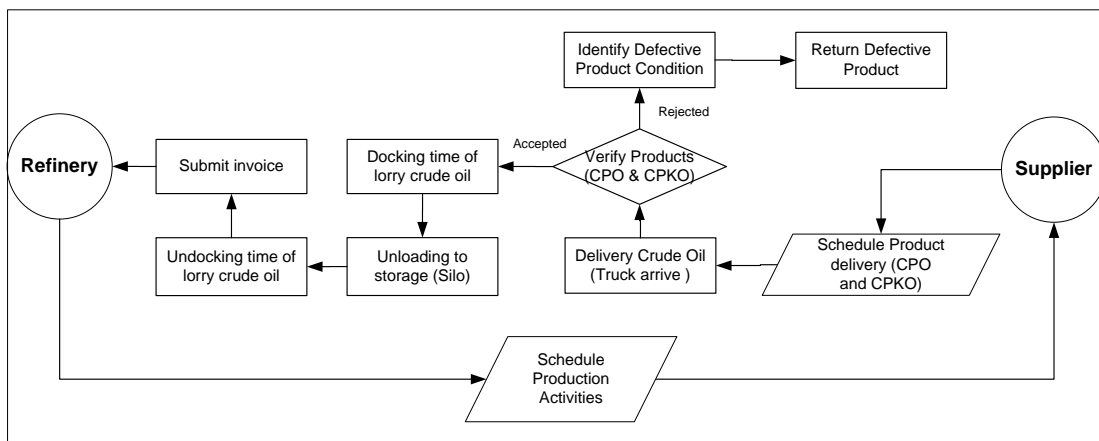 Identify Defective
Product Condition
Return Defective
Product
Rejected
Accepted
Refinery
Submit invoice
Docking time of
lorry crude oil
Verify Products
(CPO & CPKO)
Supplier
Undocking time of
lorry crude oil
Unloading to
storage (Silo)
Delivery Crude Oil
(Truck arrive )
Schedule Product
delivery (CPO
and CPKO)
Schedule
Production
Activities